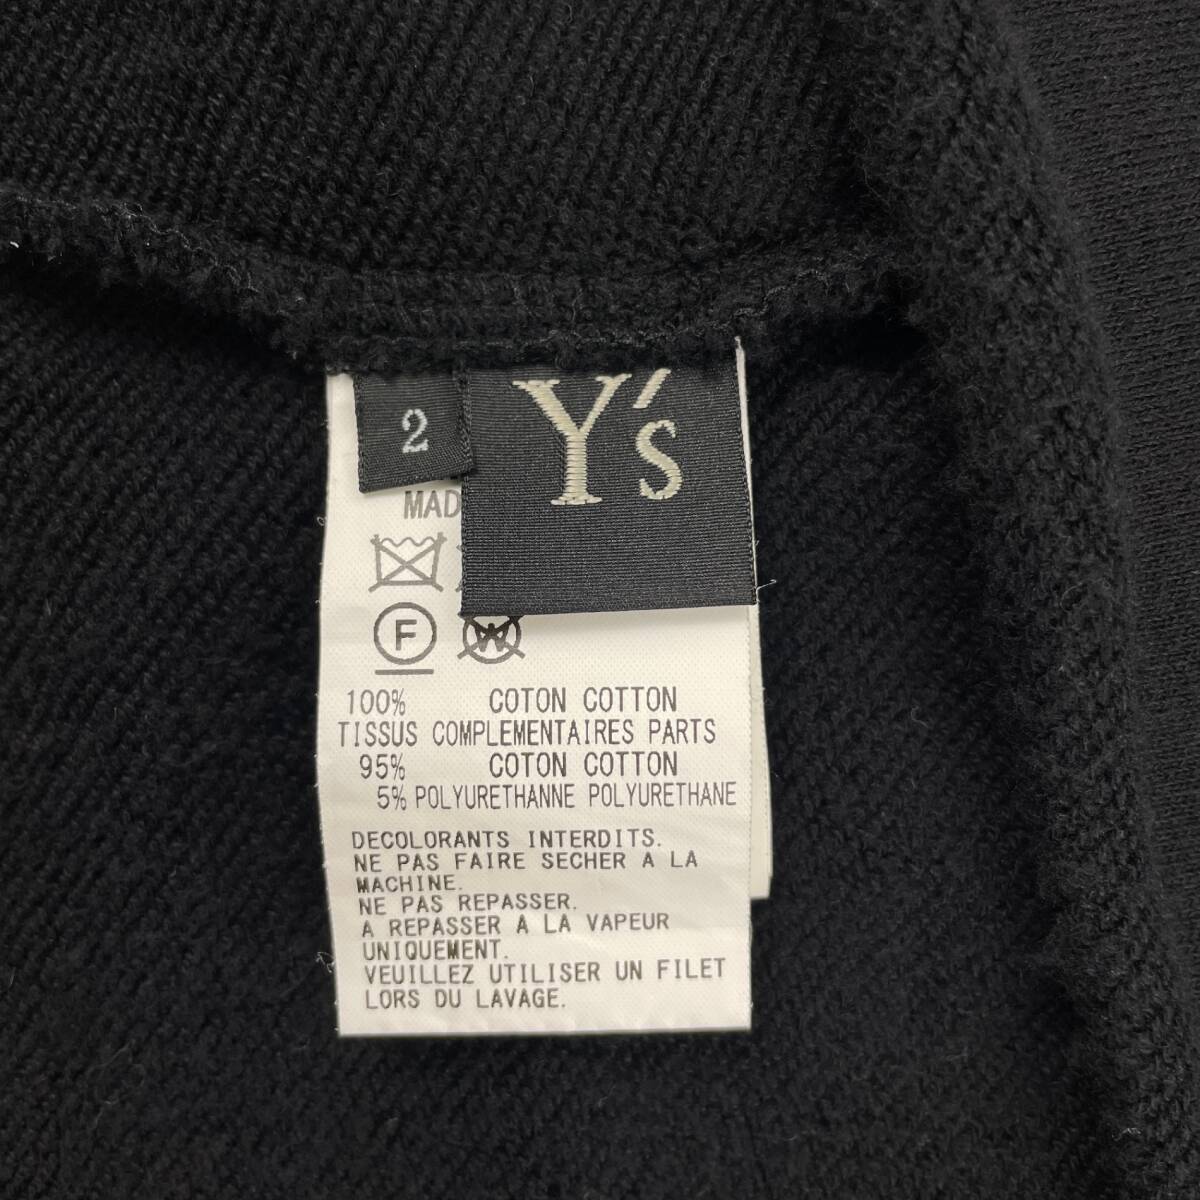 2
Y's
MAD
F
W
100% COTON COTTON
TISSUS COMPLEMENTAIRES PARTS
95% COTON COTTON
5% POLYURETHANNE POLYURETHANE
DECOLORANTS INTERDITS.
NE PAS FAIRE SECHER A LA
MACHINE.
NE PAS REPASSER.
A REPASSER A LA VAPEUR
UNIQUEMENT.
VEUILLEZ UTILISER UN FILET
LORS DU LAVAGE.